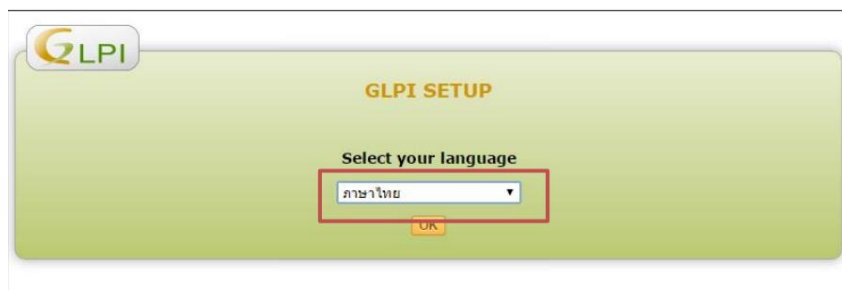 GLPI
GLPI SETUP
Select your language
ภาษาไทย
OK